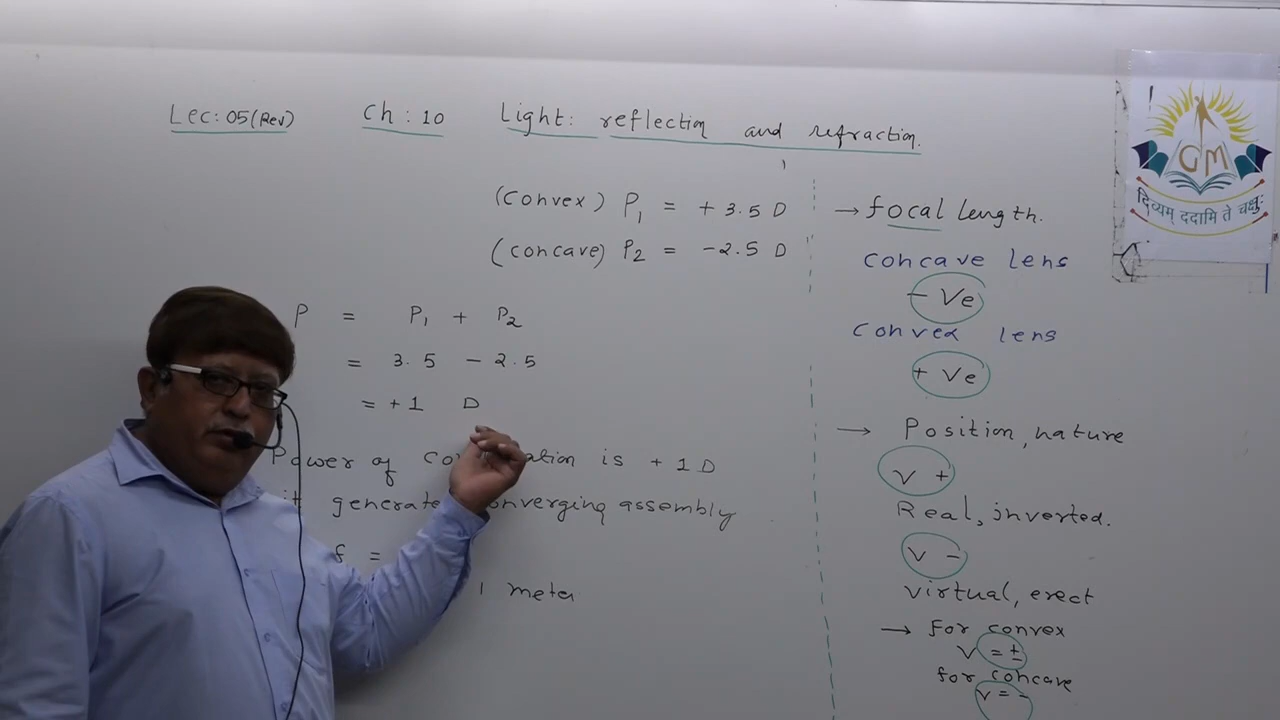 Lec: 05 (Rev) Ch : 10 Light: reflection and refraction.
(convex) P1 = + 3.5 D
(concave) P2 = -2.5 D
P = P1 + P2
= 3.5 - 2.5
= +1 D
Power of is + 1 D
it converging assembly
f =
1 meter
→ focal length.
concave lens
- Ve
convex lens
+ Ve
→ Position, nature
v +
Real, inverted.
v -
virtual, erect
→ for convex
v = ±
for concave
v = -
GM
दिव्यम् ददामि ते चक्षुः